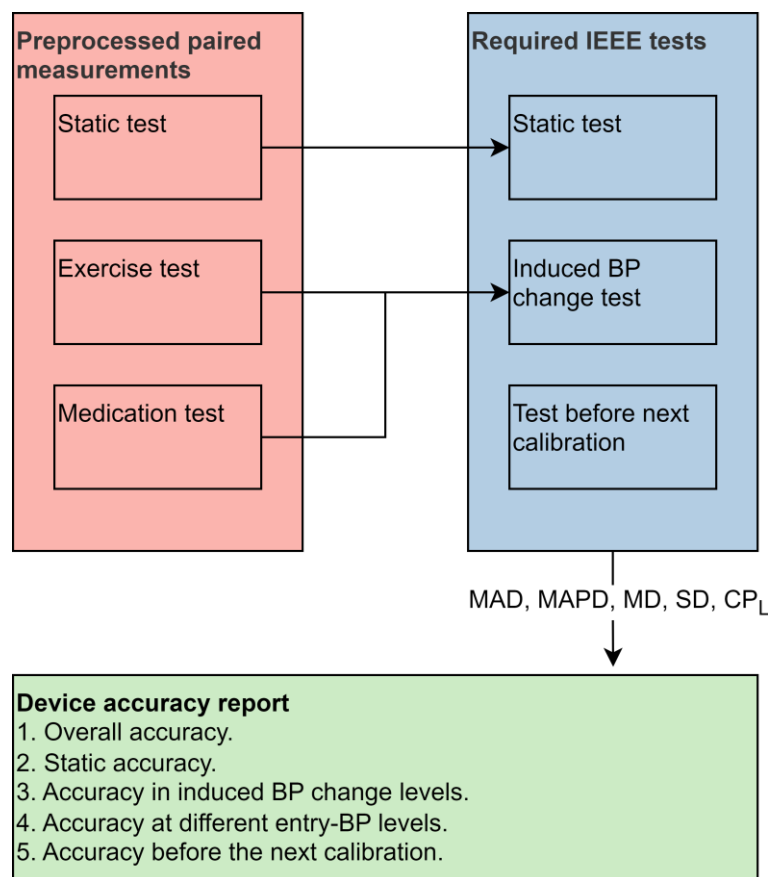 Preprocessed paired
measurements
Static test
Exercise test
Medication test
Required IEEE tests
Static test
Induced BP
change test
Test before next
calibration
MAD, MAPD, MD, SD, CP_L
Device accuracy report
1. Overall accuracy.
2. Static accuracy.
3. Accuracy in induced BP change levels.
4. Accuracy at different entry-BP levels.
5. Accuracy before the next calibration.